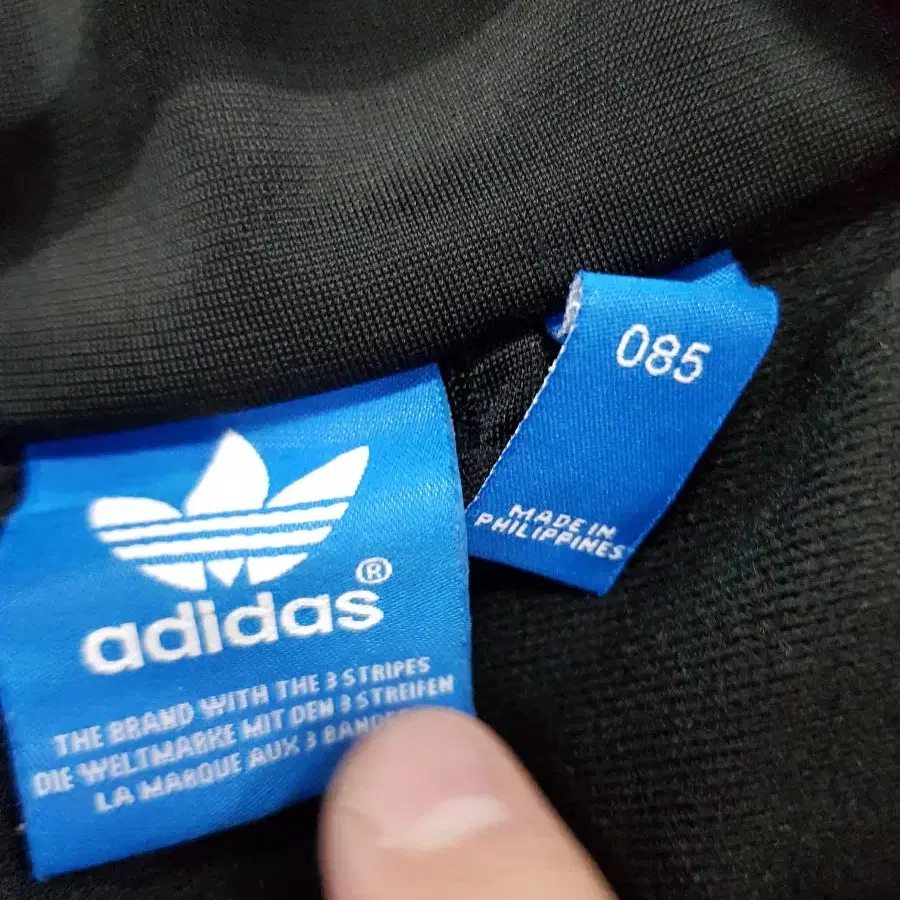 adidas®
THE BRAND WITH THE 3 STRIPES
DIE WELTMARKE MIT DEN 3 STREIFEN
LA MARQUE AUX 3
085
MADE IN
PHILIPPINES